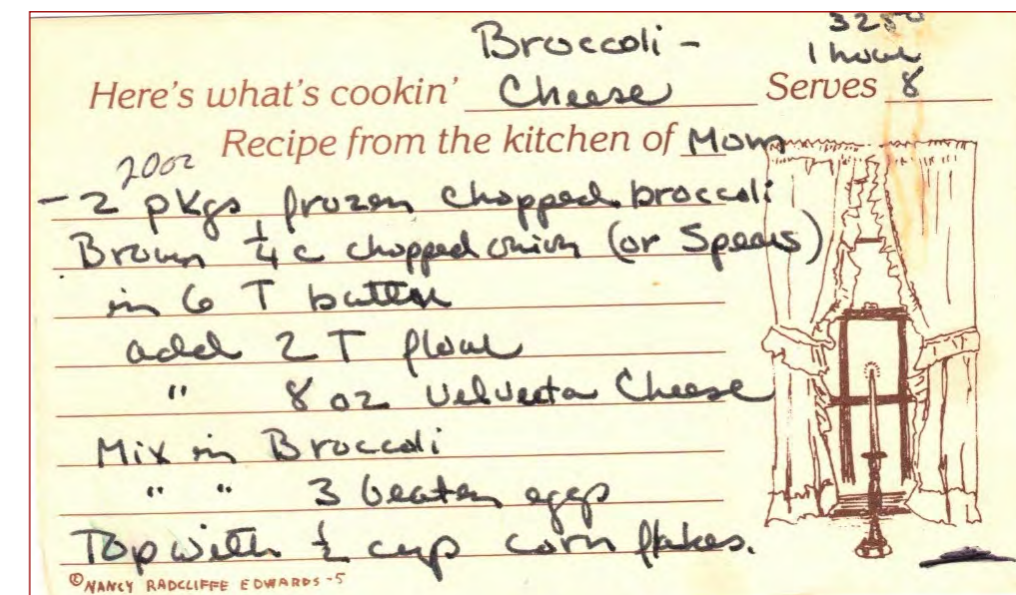 Broccoli - 325°
1 hour
Here's what's cookin' Cheese Serves 8
Recipe from the kitchen of Mom
20oz
- 2 pkgs frozen chopped broccoli
Brown 1/4 c chopped onion (or Spears)
in 6 T butter
add 2 T flour
" 8 oz Velveeta Cheese
Mix in Broccoli
" " 3 beaten eggs
Top with 1/2 cup corn flakes.
© NANCY RADCLIFFE EDWARDS -5